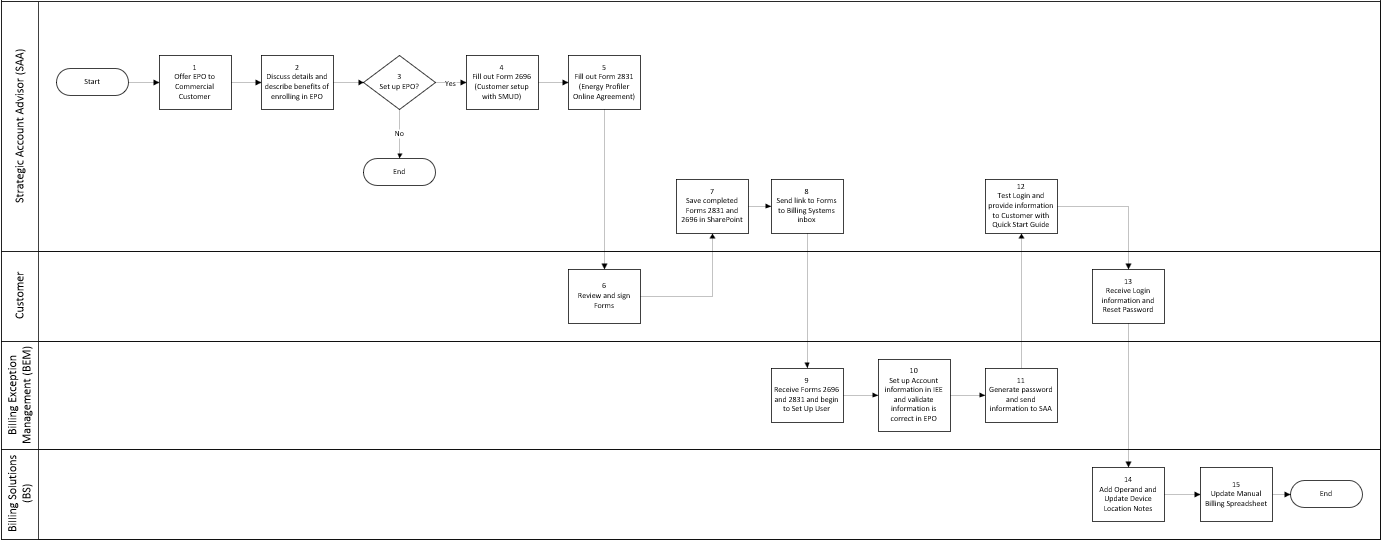 Strategic Account Advisor (SAA)
Start
1
Offer EPO to
Commercial
Customer
2
Discuss details and
describe benefits of
enrolling in EPO
3
Set up EPO?
Yes
No
End
4
Fill out Form 2696
(Customer setup
with SMUD)
5
Fill out Form 2831
(Energy Profiler
Online Agreement)
7
Save completed
Forms 2831 and
2696 in SharePoint
8
Send link to Forms
to Billing Systems
inbox
12
Test Login and
provide information
to Customer with
Quick Start Guide
Customer
6
Review and sign
Forms
13
Receive Login
information and
Reset Password
Billing Exception
Management (BEM)
9
Receive Forms 2696
and 2831 and begin
to Set Up User
10
Set up Account
information in IEE
and validate
information is
correct in EPO
11
Generate password
and send
information to SAA
Billing Solutions
(BS)
14
Add Operand and
Update Device
Location Notes
15
Update Manual
Billing Spreadsheet
End